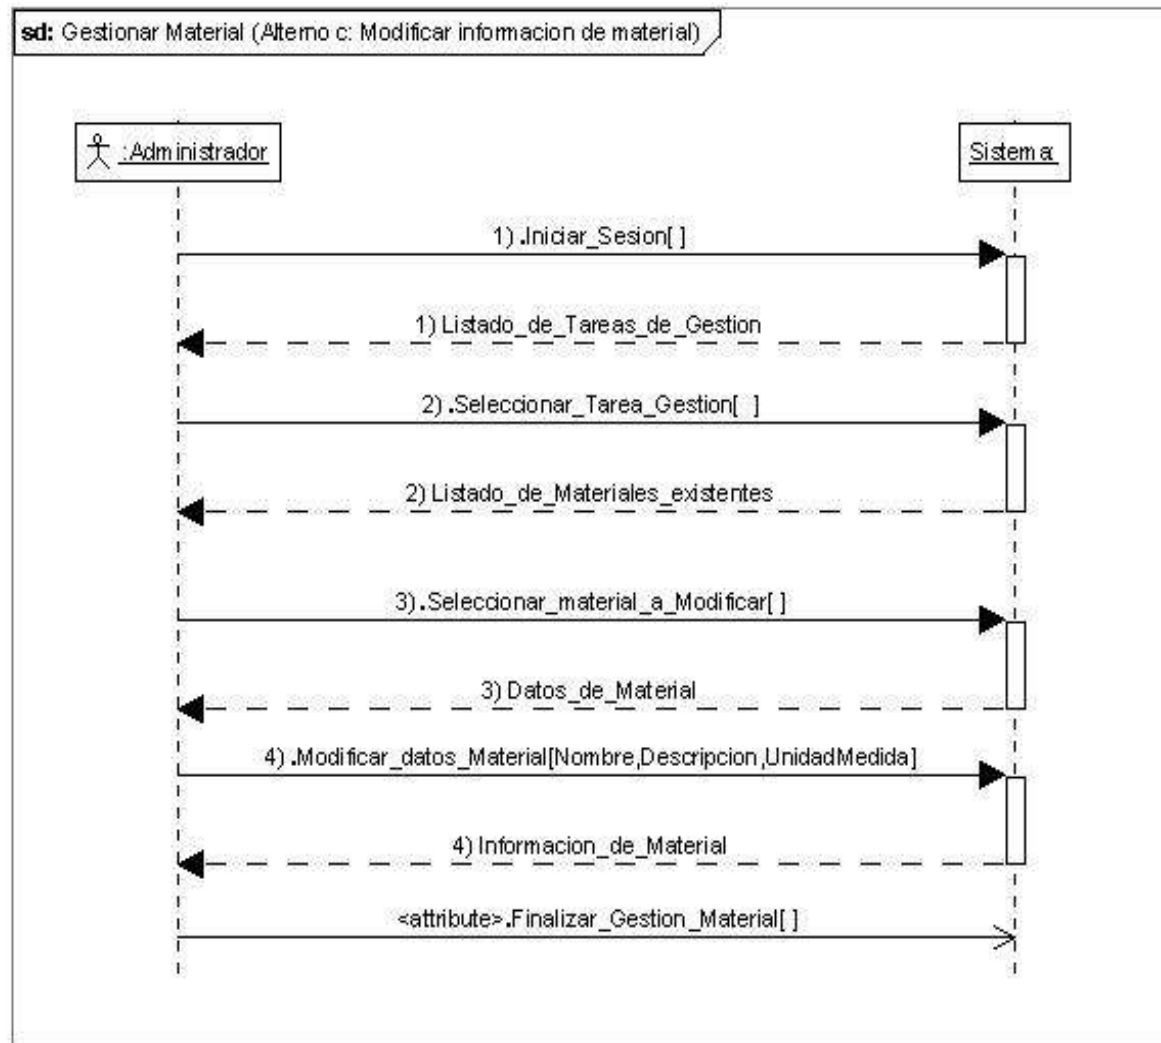 sd: Gestionar Material (Alterno c: Modificar informacion de material)
:Administrador
Sistema:
1) .Iniciar_Sesion[ ]
1) Listado_de_Tareas_de_Gestion
2) .Seleccionar_Tarea_Gestion[ ]
2) Listado_de_Materiales_existentes
3) .Seleccionar_material_a_Modificar[ ]
3) Datos_de_Material
4) .Modificar_datos_Material[Nombre,Descripcion,UnidadMedida]
4) Informacion_de_Material
<attribute>.Finalizar_Gestion_Material[ ]